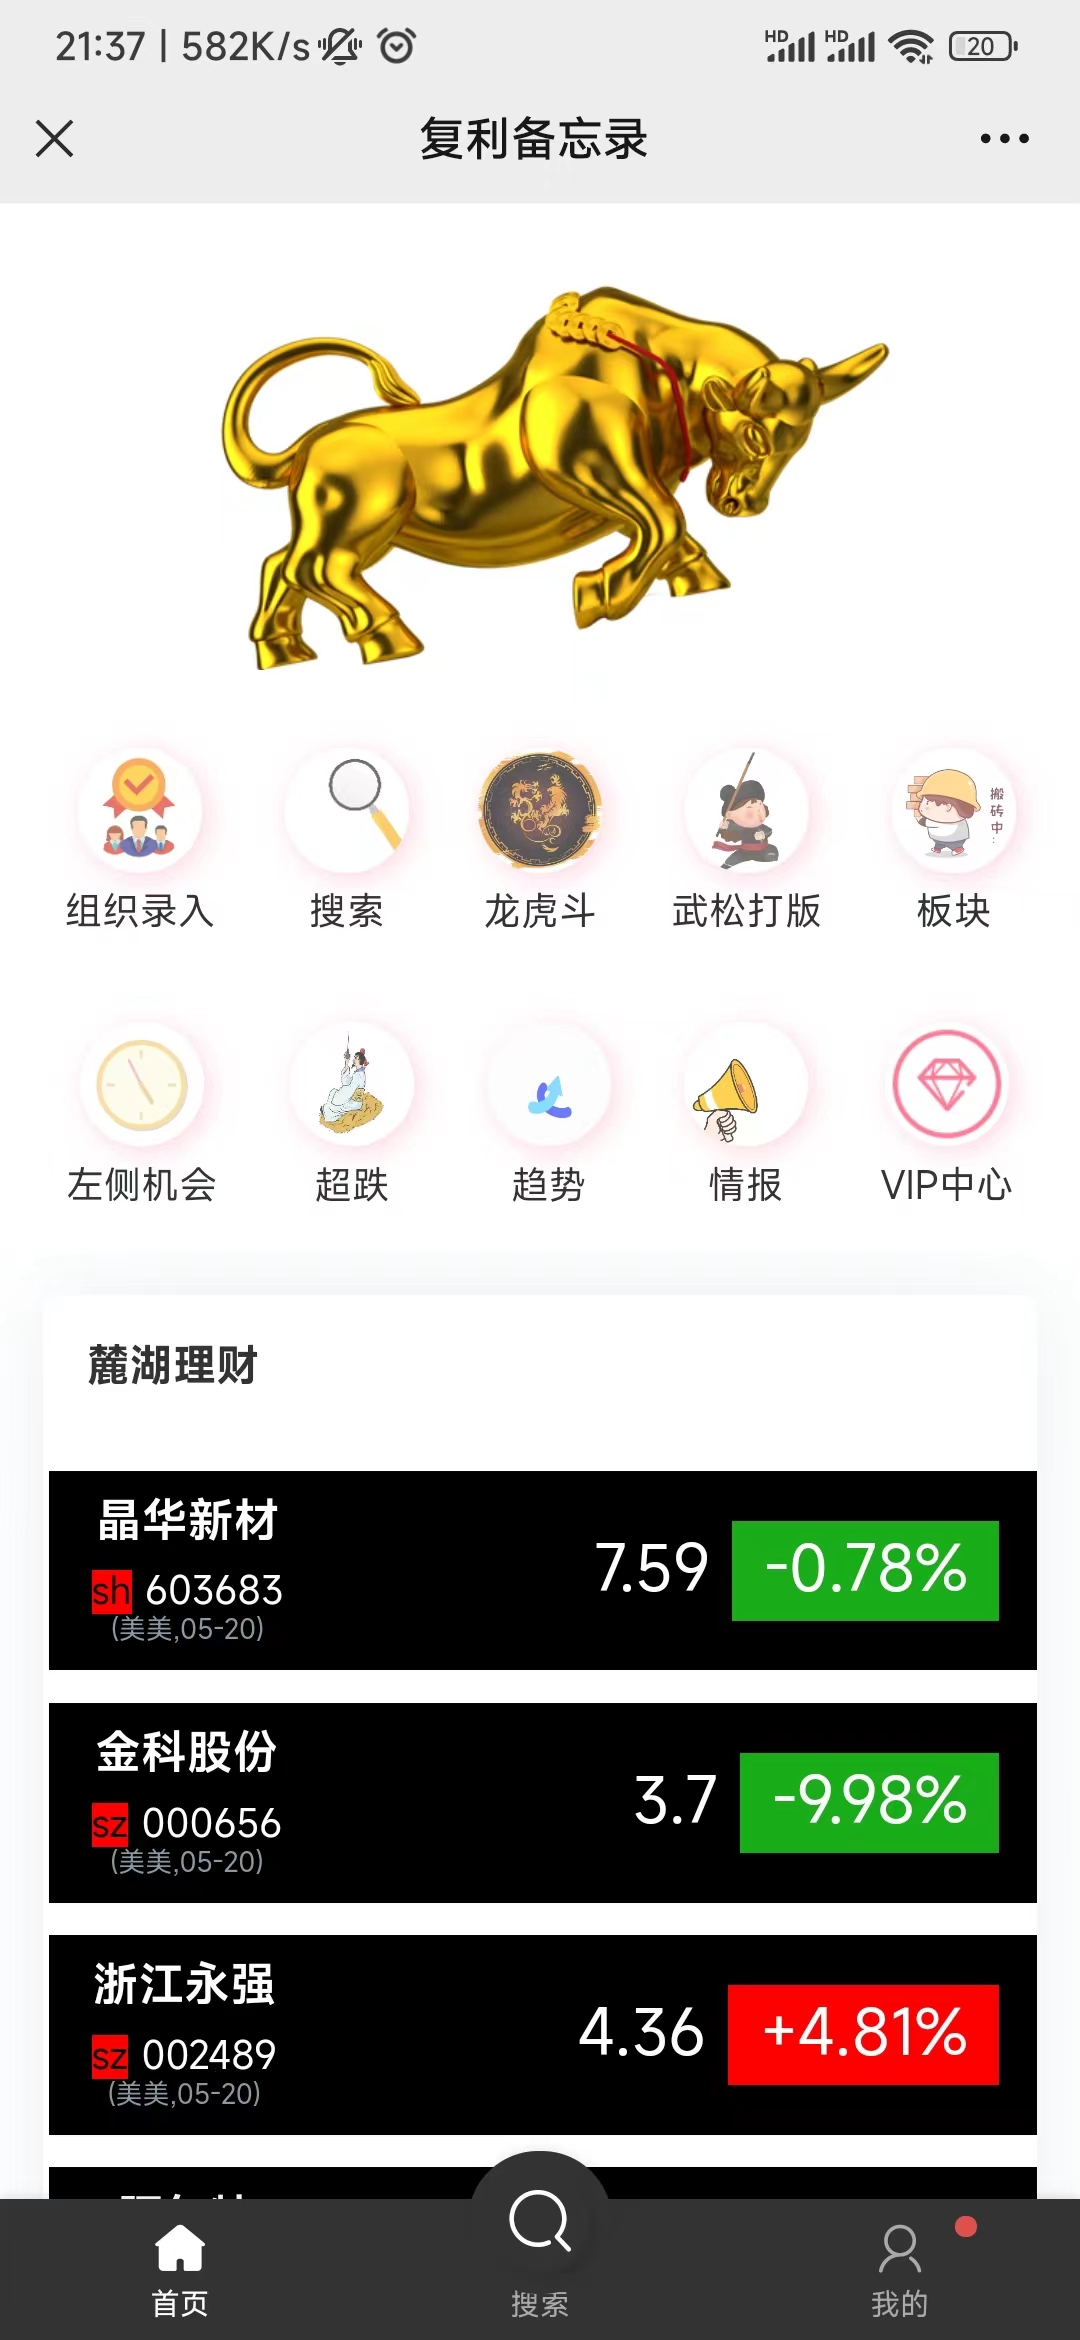 21:37 | 582K/s
HD HD 20
复利备忘录
搬砖中...
组织录入 搜索 龙虎斗 武松打版 板块
左侧机会 超跌 趋势 情报 VIP中心
麓湖理财
晶华新材
7.59 -0.78%
sh 603683
(美美,05-20)
金科股份
3.7 -9.98%
sz 000656
(美美,05-20)
浙江永强
4.36 +4.81%
sz 002489
(美美,05-20)
首页 搜索 我的